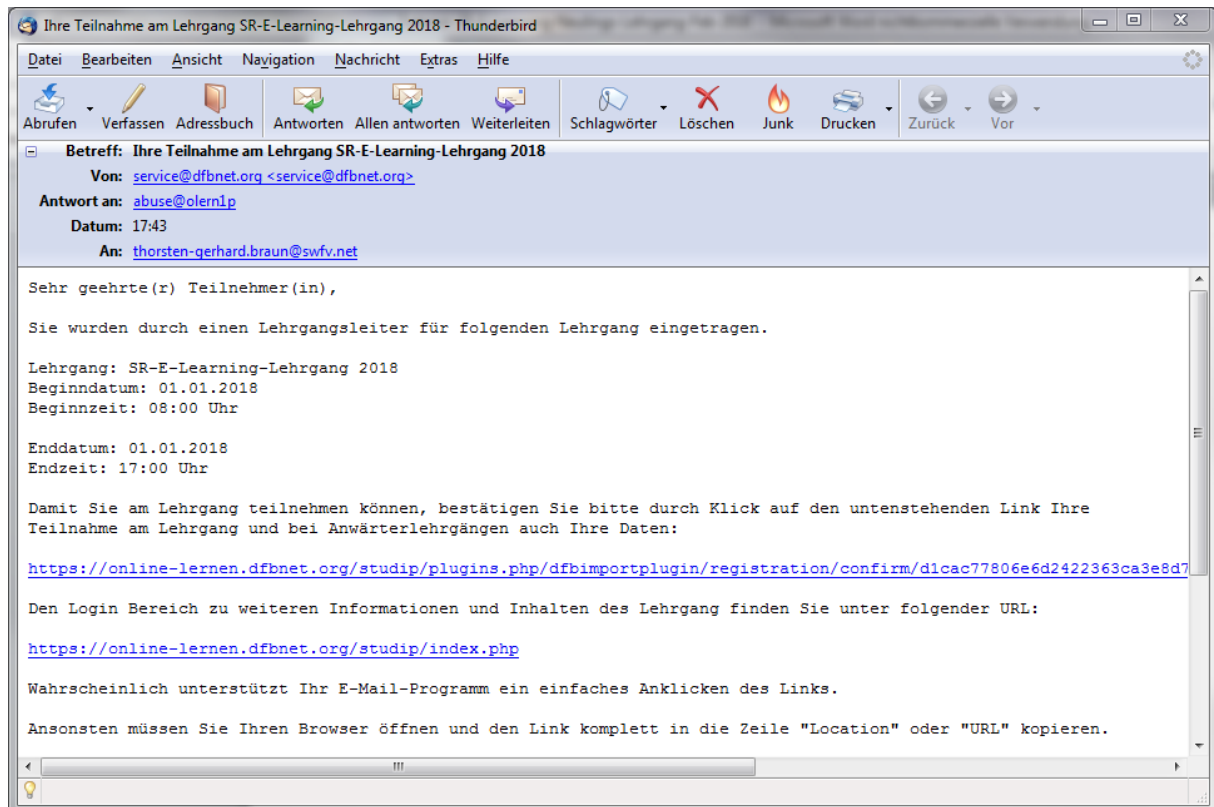 Ihre Teilnahme am Lehrgang SR-E-Learning-Lehrgang 2018 - Thunderbird
Datei Bearbeiten Ansicht Navigation Nachricht Extras Hilfe
Abrufen Verfassen Adressbuch Antworten Allen antworten Weiterleiten Schlagwörter Löschen Junk Drucken Zurück Vor
Betreff: Ihre Teilnahme am Lehrgang SR-E-Learning-Lehrgang 2018
Von: service@dfbnet.org <service@dfbnet.org>
Antwort an: abuse@olern1p
Datum: 17:43
An: thorsten-gerhard.braun@swfv.net
Sehr geehrte(r) Teilnehmer(in),
Sie wurden durch einen Lehrgangsleiter für folgenden Lehrgang eingetragen.
Lehrgang: SR-E-Learning-Lehrgang 2018
Beginndatum: 01.01.2018
Beginnzeit: 08:00 Uhr
Enddatum: 01.01.2018
Endzeit: 17:00 Uhr
Damit Sie am Lehrgang teilnehmen können, bestätigen Sie bitte durch Klick auf den untenstehenden Link Ihre
Teilnahme am Lehrgang und bei Anwärterlehrgängen auch Ihre Daten:
https://online-lernen.dfbnet.org/studip/plugins.php/dfbimportplugin/registration/confirm/d1cac77806e6d2422363ca3e8d7
Den Login Bereich zu weiteren Informationen und Inhalten des Lehrgang finden Sie unter folgender URL:
https://online-lernen.dfbnet.org/studip/index.php
Wahrscheinlich unterstützt Ihr E-Mail-Programm ein einfaches Anklicken des Links.
Ansonsten müssen Sie Ihren Browser öffnen und den Link komplett in die Zeile "Location" oder "URL" kopieren.